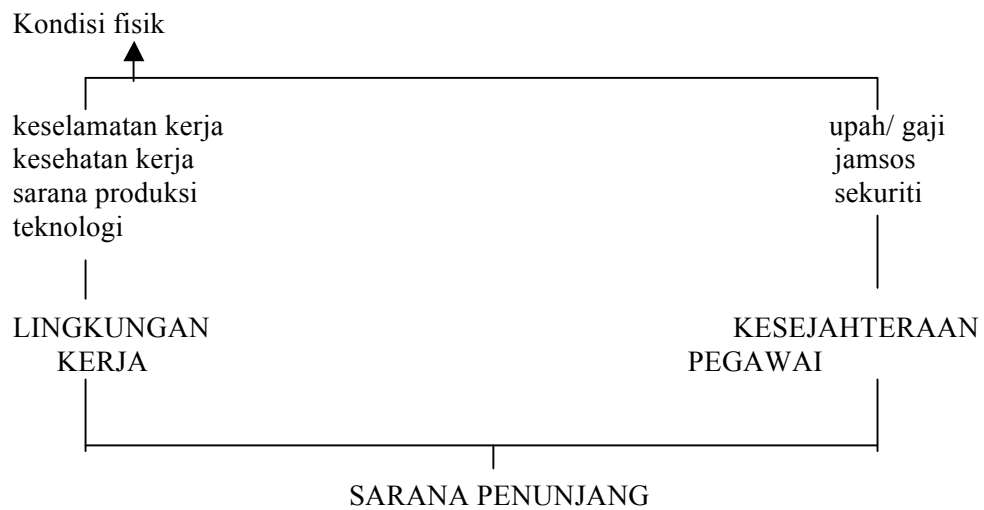 Kondisi fisik
keselamatan kerja
kesehatan kerja
sarana produksi
teknologi
upah/ gaji
jamsos
sekuriti
LINGKUNGAN
KERJA
KESEJAHTERAAN
PEGAWAI
SARANA PENUNJANG